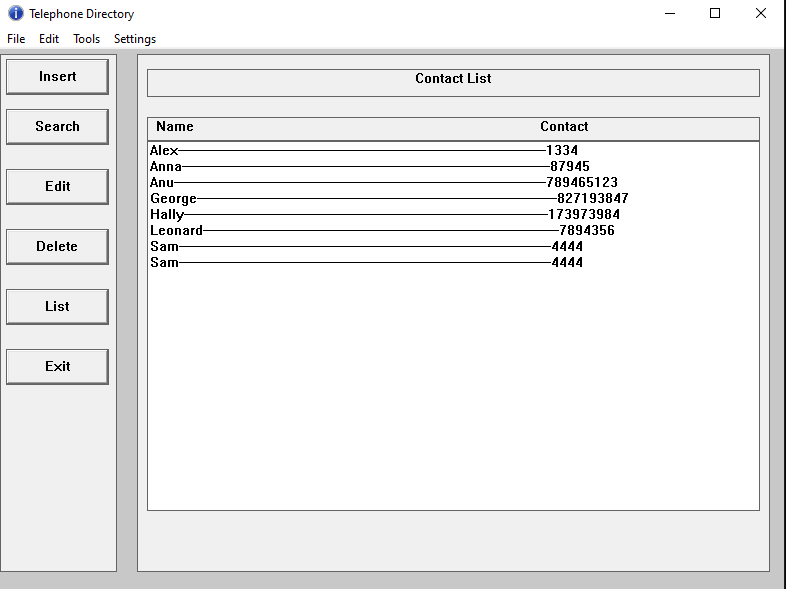 Telephone Directory
File Edit Tools Settings
Insert
Search
Edit
Delete
List
Exit
Contact List
Name Contact
Alex————————————————1334
Anna————————————————87945
Anu————————————————789465123
George————————————————827193847
Hally————————————————173973984
Leonard————————————————7894356
Sam————————————————4444
Sam————————————————4444